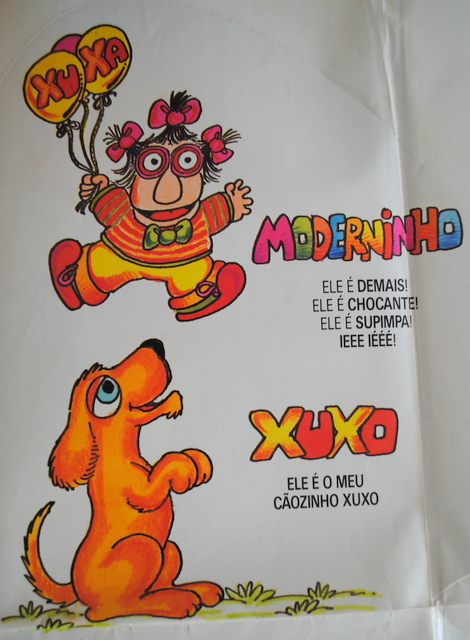 XU XA
MODERNINHO
ELE É DEMAIS!
ELE É CHOCANTE!
ELE É SUPIMPA!
IEEE IÉÉÉ!
XUXO
ELE É O MEU
CÃOZINHO XUXO